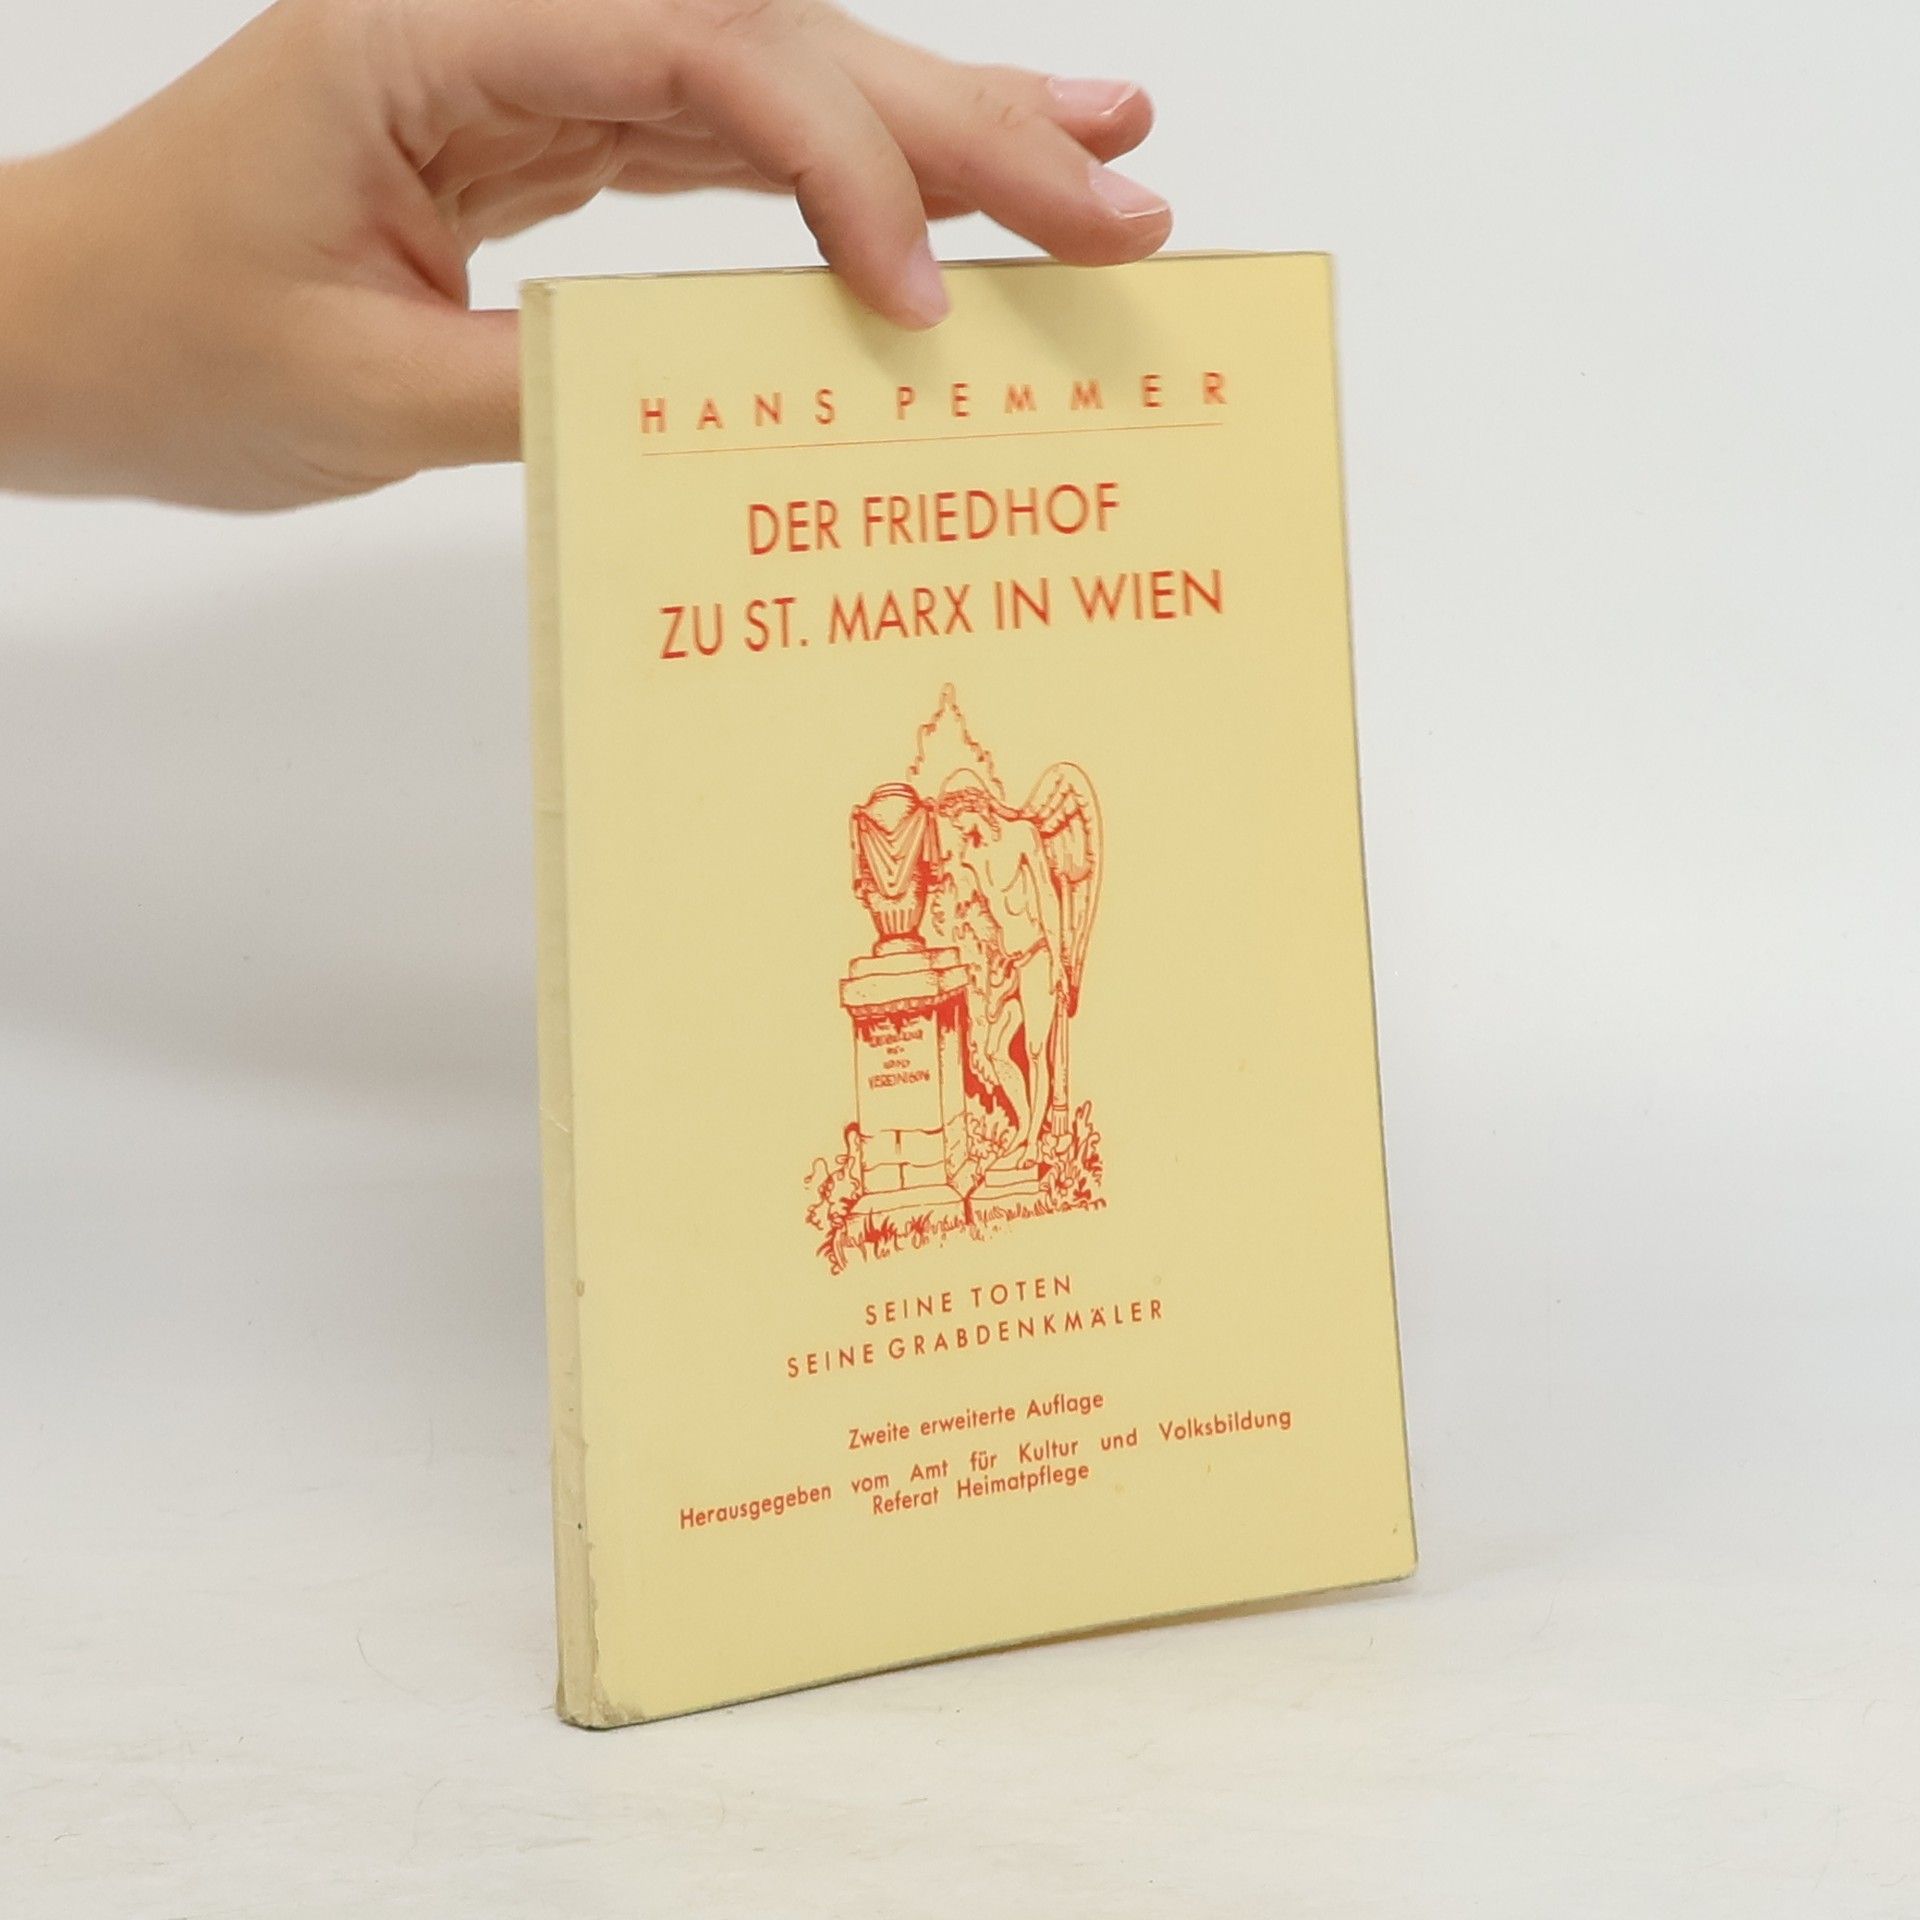 HANS PEMMER
DER FRIEDHOF
ZU ST. MARX IN WIEN
SEINE TOTEN
SEINE GRABDENKMÄLER
Zweite erweiterte Auflage
Herausgegeben vom Amt für Kultur und Volksbildung
Referat Heimatpflege